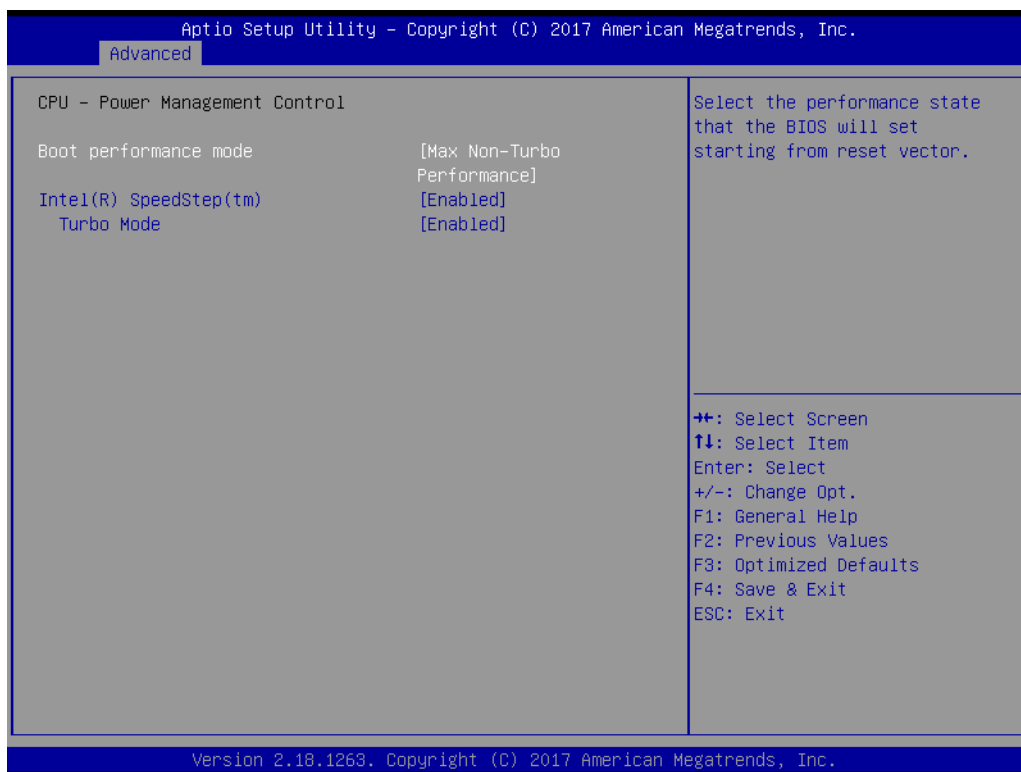 Aptio Setup Utility – Copyright (C) 2017 American Megatrends, Inc.
Advanced
CPU – Power Management Control
Boot performance mode [Max Non-Turbo
Performance]
Intel(R) SpeedStep(tm) [Enabled]
Turbo Mode [Enabled]
Select the performance state
that the BIOS will set
starting from reset vector.
→←: Select Screen
↑↓: Select Item
Enter: Select
+/-: Change Opt.
F1: General Help
F2: Previous Values
F3: Optimized Defaults
F4: Save & Exit
ESC: Exit
Version 2.18.1263. Copyright (C) 2017 American Megatrends, Inc.